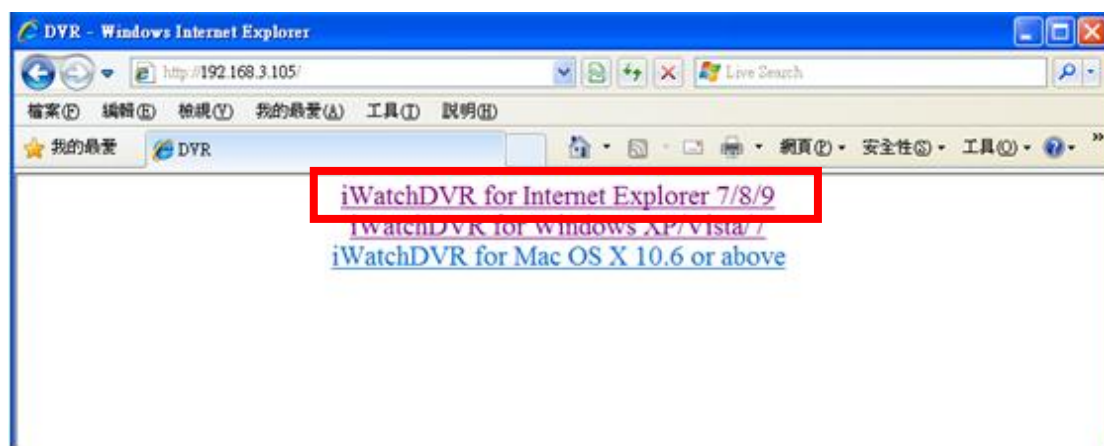 DVR - Windows Internet Explorer
http://192.168.3.105/ Live Search
檔案(F) 編輯(E) 檢視(V) 我的最愛(A) 工具(T) 說明(H)
我的最愛 DVR 網頁(P) 安全性(S) 工具(O) »
iWatchDVR for Internet Explorer 7/8/9
iWatchDVR for Windows XP/Vista/7
iWatchDVR for Mac OS X 10.6 or above